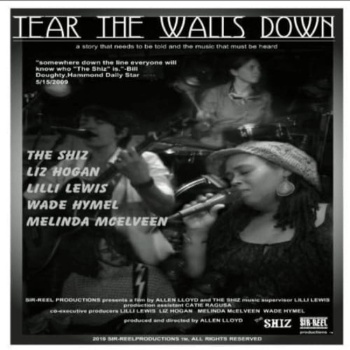 TEAR THE WALLS DOWN
a story that needs to be told and the music that must be heard
"somewhere down the line everyone will
know who "The Shiz" is."-Bill
Doughty,Hammond Daily Star
5/15/2009
THE SHIZ
LIZ HOGAN
LILLI LEWIS
WADE HYMEL
MELINDA MCELVEEN
SIR-REEL PRODUCTIONS presents a film by ALLEN LLOYD and THE SHIZ music supervisor LILLI LEWIS
production assistant CATIE RAGUSA
co-executive producers LILLI LEWIS LIZ HOGAN MELINDA McELVEEN WADE HYMEL
produced and directed by ALLEN LLOYD
SHIZ
SIR-REEL
productions
2010 SIR-REELPRODUCTIONS llc. ALL RIGHTS RESERVED